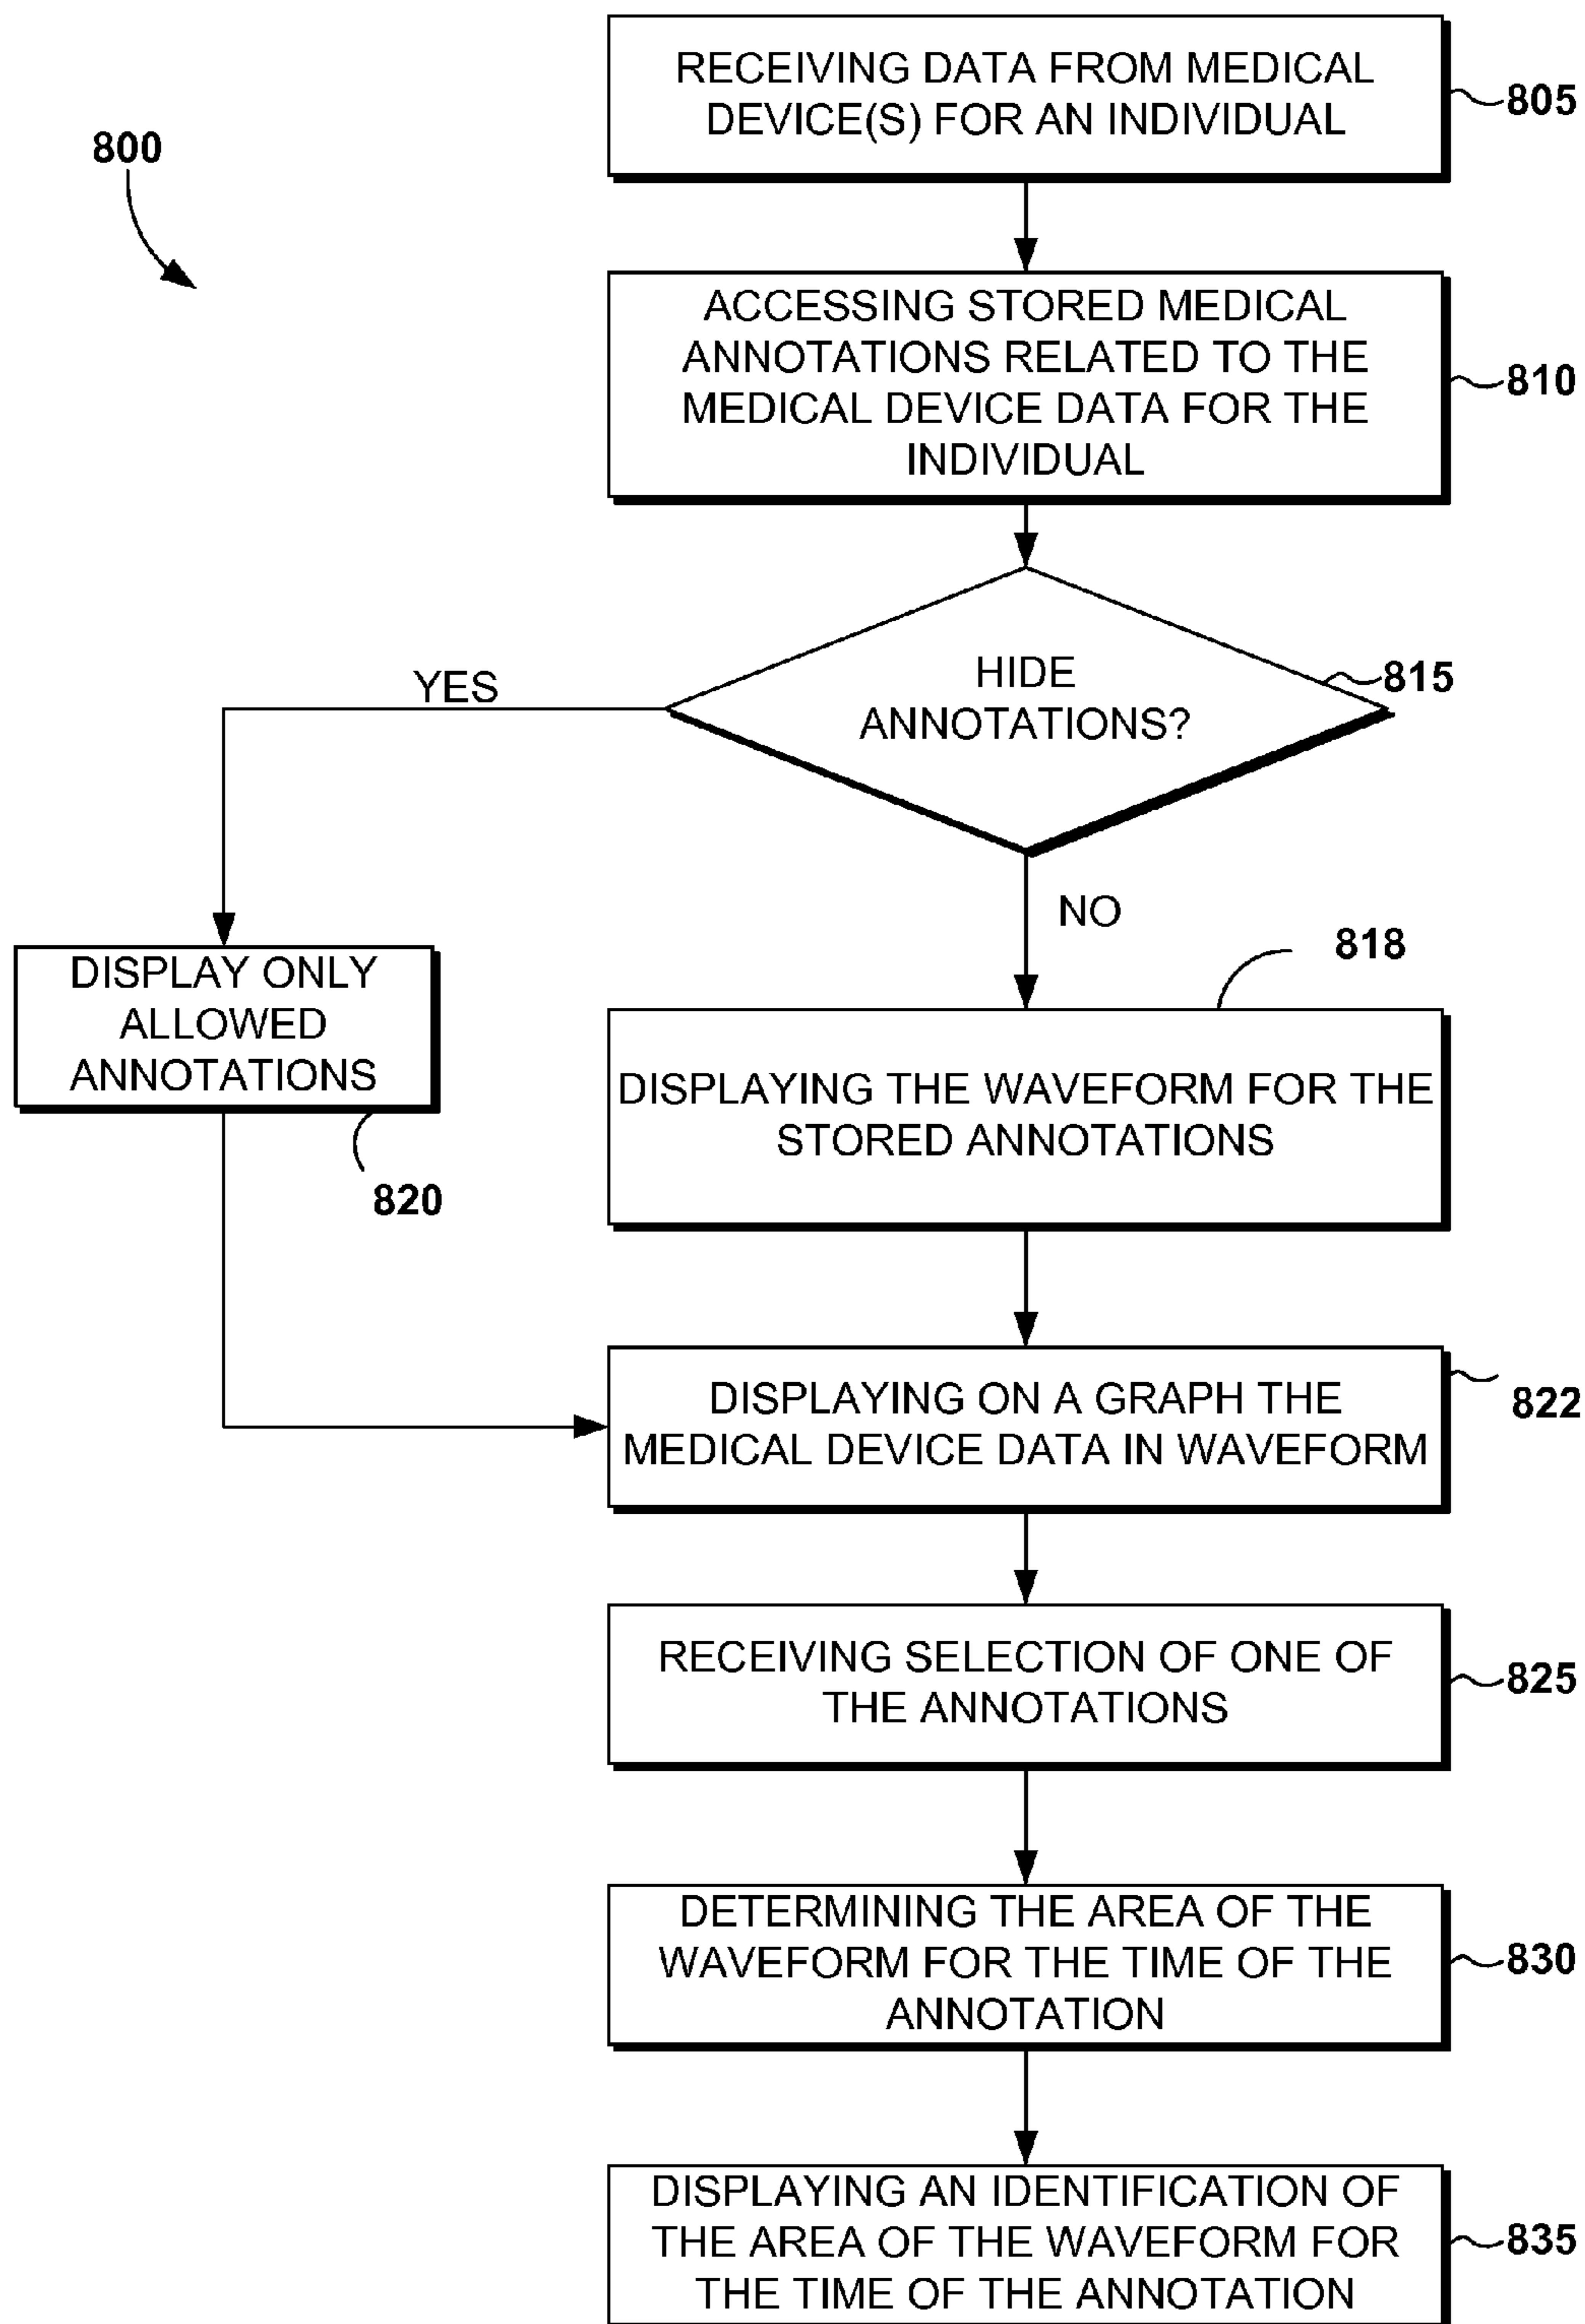 RECEIVING DATA FROM MEDICAL
DEVICE(S) FOR AN INDIVIDUAL
805
800
ACCESSING STORED MEDICAL
ANNOTATIONS RELATED TO THE
MEDICAL DEVICE DATA FOR THE
INDIVIDUAL
810
HIDE
ANNOTATIONS?
815
YES
NO
818
DISPLAY ONLY
ALLOWED
ANNOTATIONS
820
DISPLAYING THE WAVEFORM FOR THE
STORED ANNOTATIONS
DISPLAYING ON A GRAPH THE
MEDICAL DEVICE DATA IN WAVEFORM
822
RECEIVING SELECTION OF ONE OF
THE ANNOTATIONS
825
DETERMINING THE AREA OF THE
WAVEFORM FOR THE TIME OF THE
ANNOTATION
830
DISPLAYING AN IDENTIFICATION OF
THE AREA OF THE WAVEFORM FOR
THE TIME OF THE ANNOTATION
835